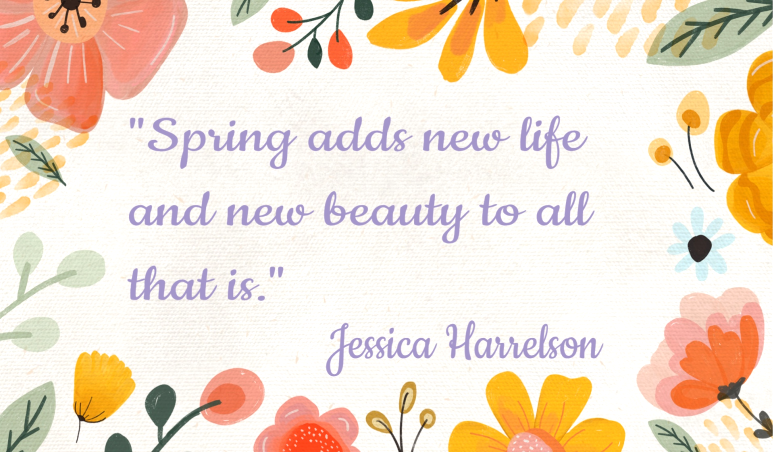 "Spring adds new life
and new beauty to all
that is."
Jessica Harrelson